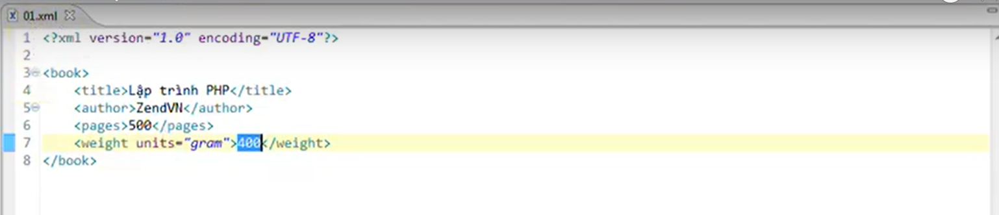 01.xml
1 <?xml version="1.0" encoding="UTF-8"?>
2
3 <book>
4     <title>Lập trình PHP</title>
5     <author>ZendVN</author>
6     <pages>500</pages>
7     <weight units="gram">400</weight>
8 </book>